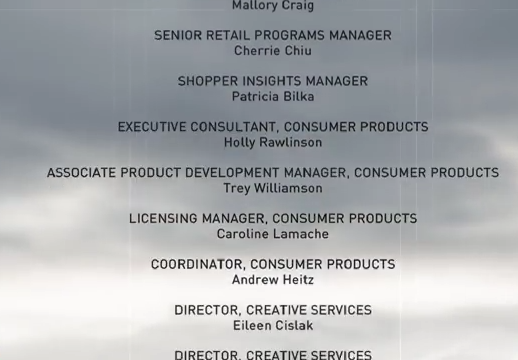 Mallory Craig
SENIOR RETAIL PROGRAMS MANAGER
Cherrie Chiu
SHOPPER INSIGHTS MANAGER
Patricia Bilka
EXECUTIVE CONSULTANT, CONSUMER PRODUCTS
Holly Rawlinson
ASSOCIATE PRODUCT DEVELOPMENT MANAGER, CONSUMER PRODUCTS
Trey Williamson
LICENSING MANAGER, CONSUMER PRODUCTS
Caroline Lamache
COORDINATOR, CONSUMER PRODUCTS
Andrew Heitz
DIRECTOR, CREATIVE SERVICES
Eileen Cislak
DIRECTOR, CREATIVE SERVICES